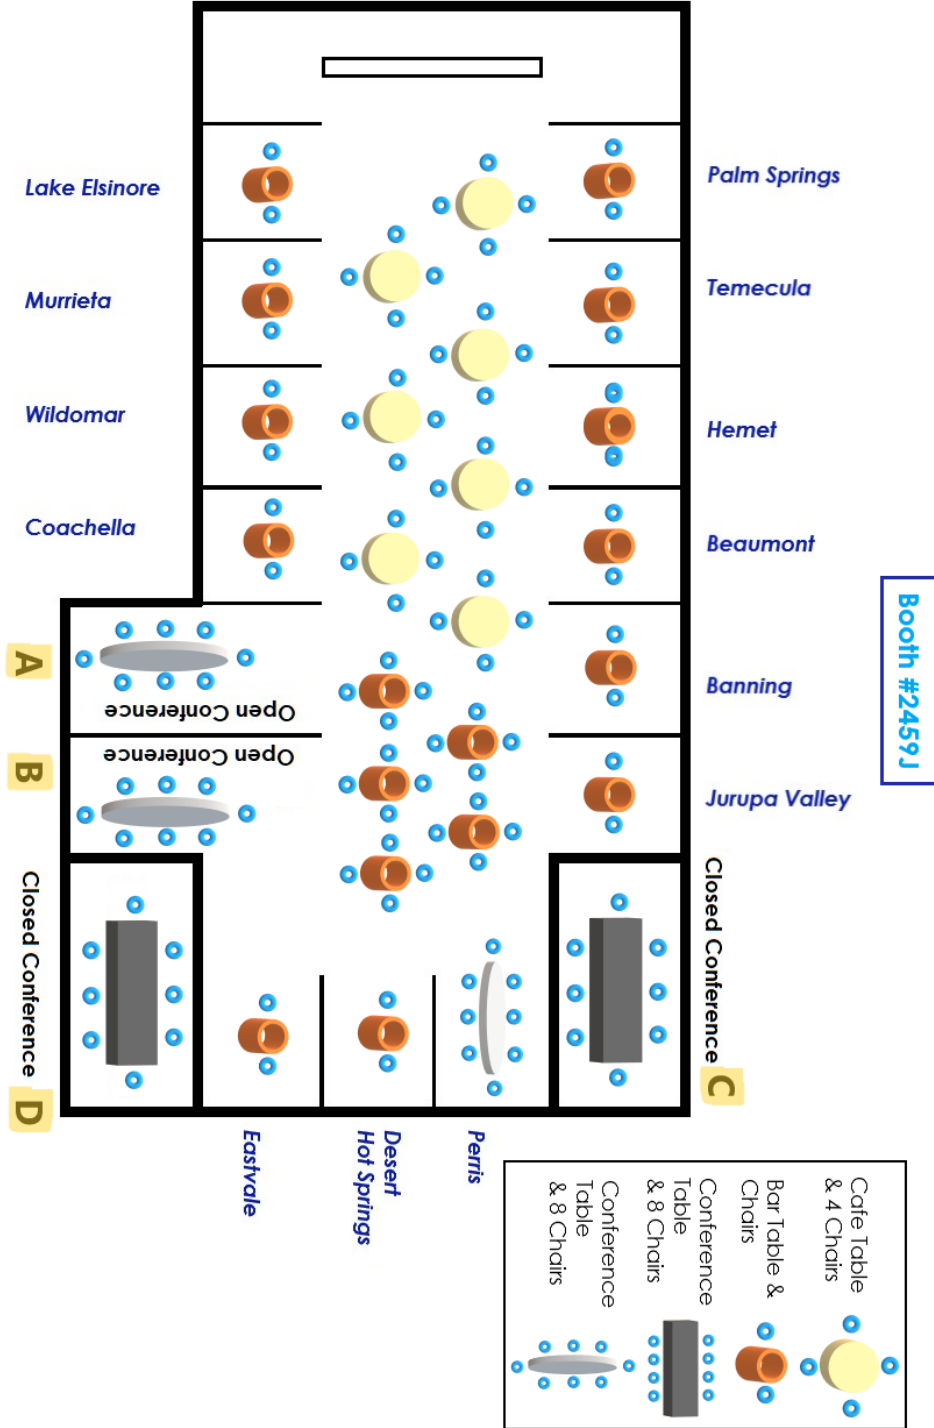 Lake Elsinore
Murrieta
Wildomar
Coachella
Palm Springs
Temecula
Hemet
Beaumont
Banning
Jurupa Valley
Booth #2459J
A
Open Conference
B
Open Conference
Closed Conference
D
Closed Conference
C
Eastvale
Desert
Hot Springs
Perris
Cafe Table
& 4 Chairs
Bar Table &
Chairs
Conference
Table
& 8 Chairs
Conference
Table
& 8 Chairs